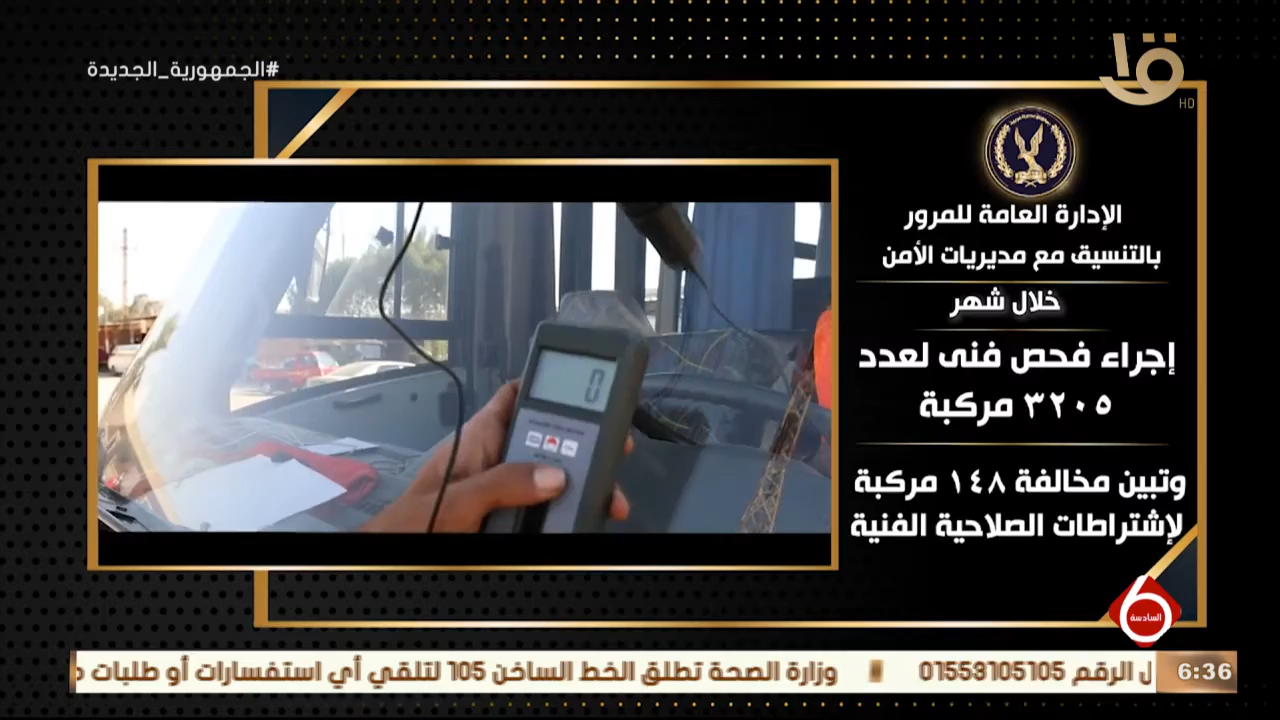 #الجمهورية_الجديدة
HD
الإدارة العامة للمرور
بالتنسيق مع مديريات الأمن
خلال شهر
إجراء فحص فنى لعدد
٣٢٠٥ مركبة
وتبين مخالفة ١٤٨ مركبة
لإشتراطات الصلاحية الفنية
0
السادسة
6:36
الرقم 01553105105
وزارة الصحة تطلق الخط الساخن 105 لتلقي أي استفسارات أو طلبات